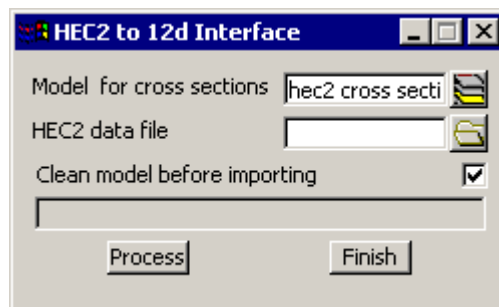 HEC2 to 12d Interface
Model for cross sections hec2 cross secti
HEC2 data file
Clean model before importing
Process Finish